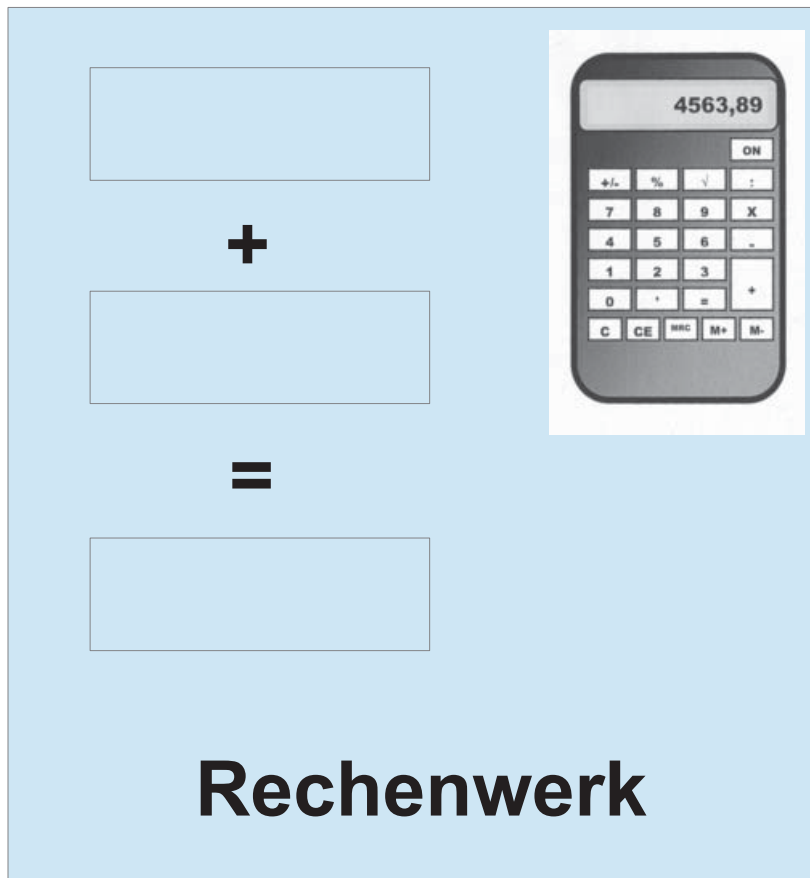 4563,89
ON
+/- % √ :
7 8 9 X
+
4 5 6 -
1 2 3
+
0 ' =
C CE MRC M+ M-
=
Rechenwerk